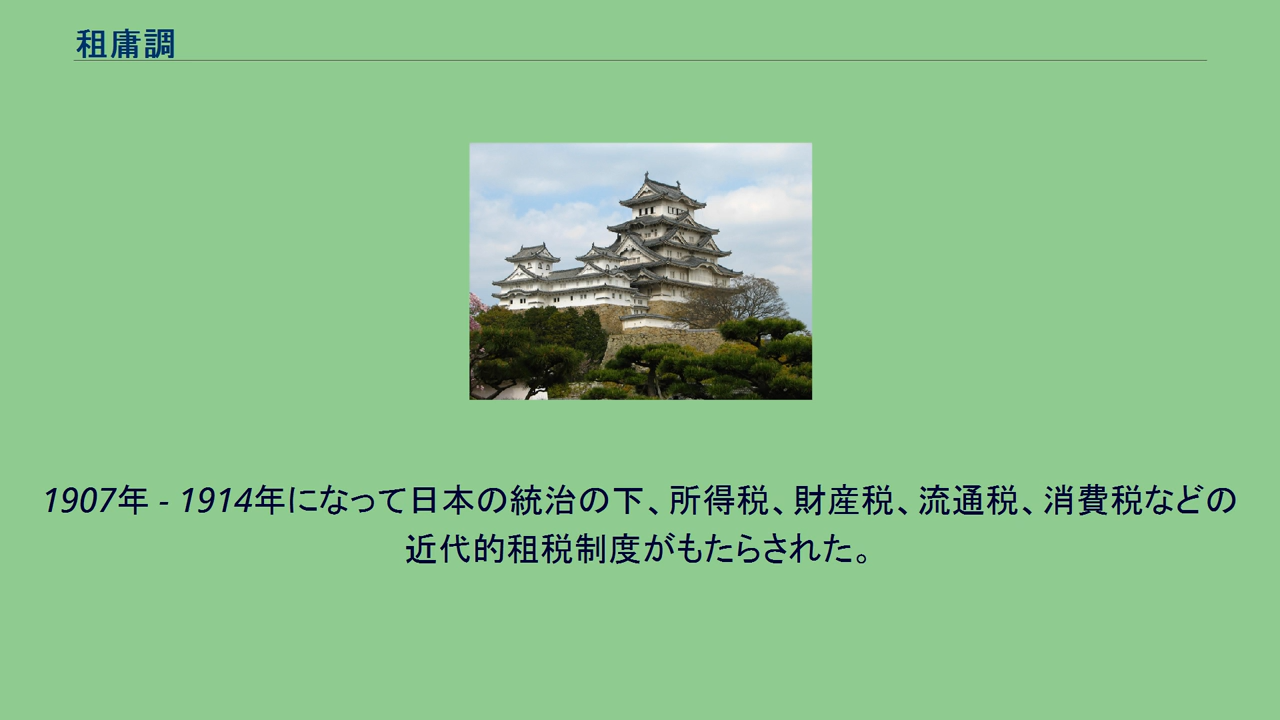 租庸調
1907年 - 1914年になって日本の統治の下、所得税、財産税、流通税、消費税などの
近代的租税制度がもたらされた。